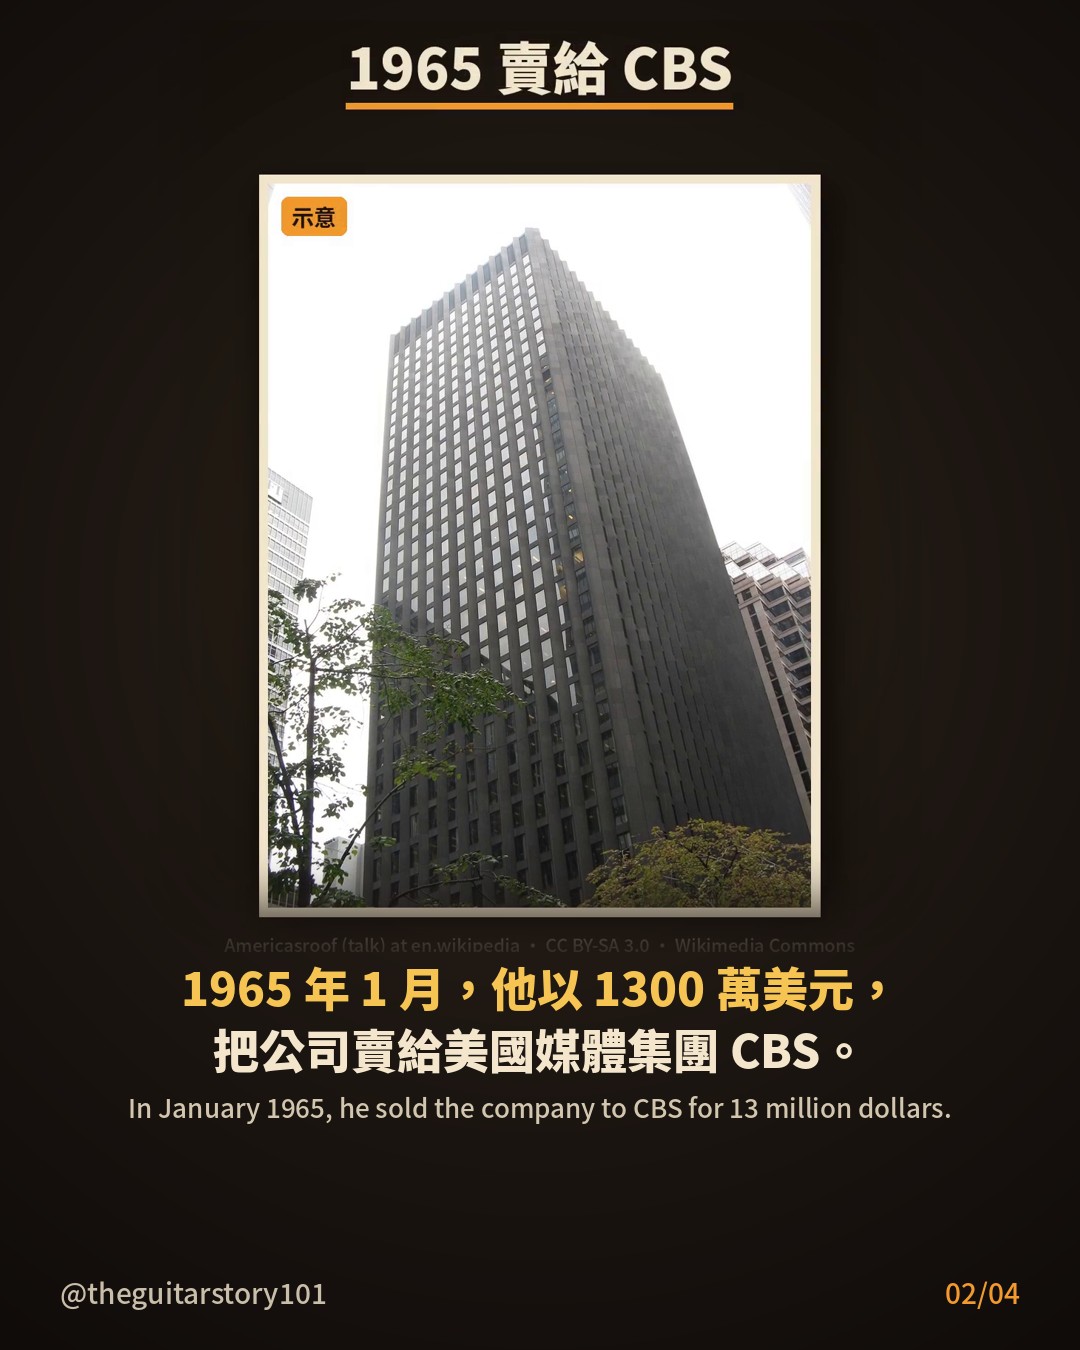 1965 賣給 CBS
示意
Americasroof (talk) at en.wikipedia • CC BY-SA 3.0 • Wikimedia Commons
1965 年 1 月，他以 1300 萬美元，
把公司賣給美國媒體集團 CBS。
In January 1965, he sold the company to CBS for 13 million dollars.
@theguitarstory101
02/04